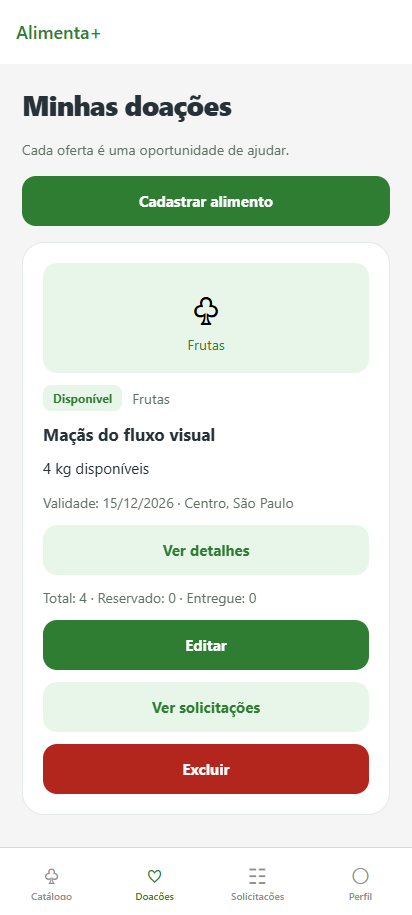 Alimenta+
Minhas doações
Cada oferta é uma oportunidade de ajudar.
Cadastrar alimento
Frutas
Disponível Frutas
Maçãs do fluxo visual
4 kg disponíveis
Validade: 15/12/2026 · Centro, São Paulo
Ver detalhes
Total: 4 · Reservado: 0 · Entregue: 0
Editar
Ver solicitações
Excluir
Catálogo Doações Solicitações Perfil